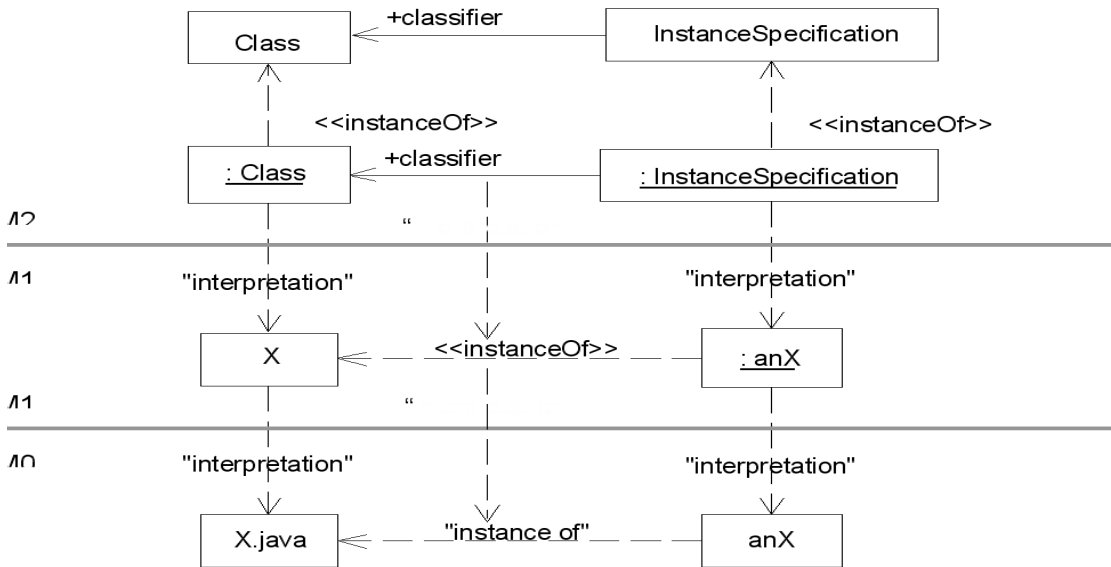 +classifier
Class
InstanceSpecification
<<instanceOf>>
<<instanceOf>>
+classifier
: Class
: InstanceSpecification
“
"interpretation"
"interpretation"
X
<<instanceOf>>
: anX
“
"interpretation"
"interpretation"
X.java
"instance of"
anX